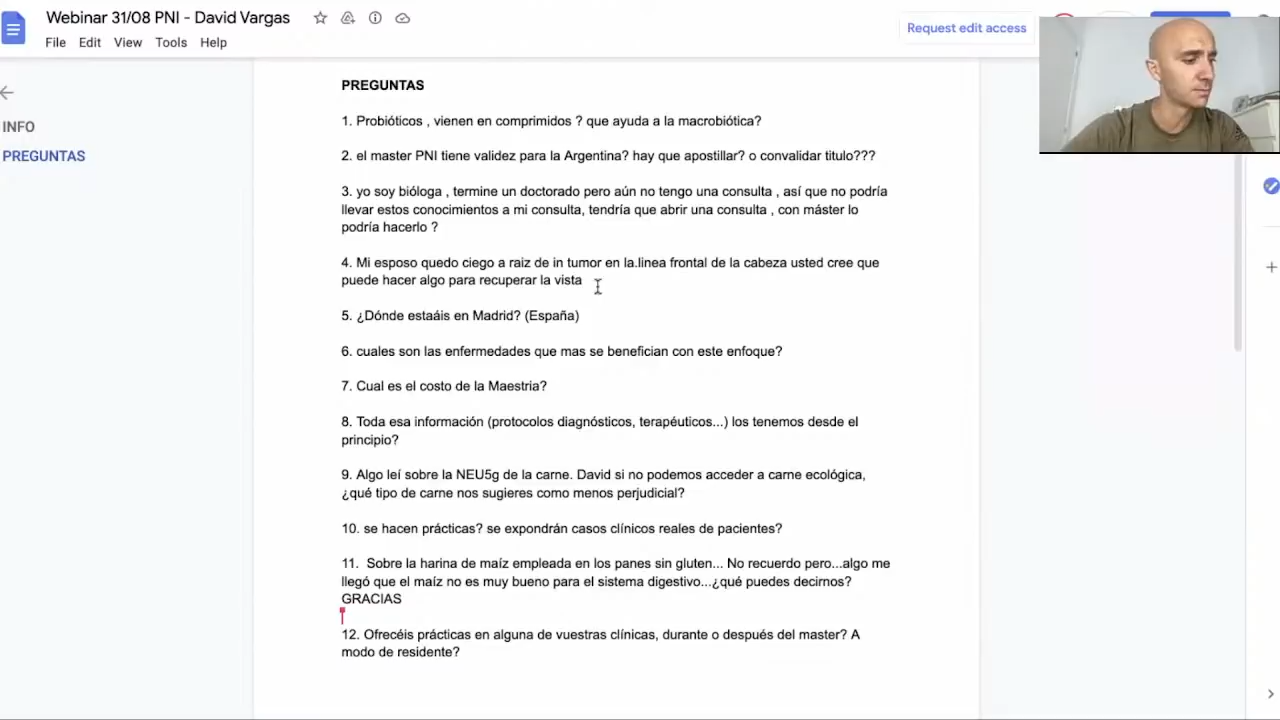 Webinar 31/08 PNI - David Vargas
File Edit View Tools Help
Request edit access
INFO
PREGUNTAS
PREGUNTAS
1. Probióticos , vienen en comprimidos ? que ayuda a la macrobiótica?
2. el master PNI tiene validez para la Argentina? hay que apostillar? o convalidar titulo???
3. yo soy bióloga , termine un doctorado pero aún no tengo una consulta , así que no podría
llevar estos conocimientos a mi consulta, tendría que abrir una consulta , con máster lo
podría hacerlo ?
4. Mi esposo quedo ciego a raiz de in tumor en la.linea frontal de la cabeza usted cree que
puede hacer algo para recuperar la vista
5. ¿Dónde estaáis en Madrid? (España)
6. cuales son las enfermedades que mas se benefician con este enfoque?
7. Cual es el costo de la Maestria?
8. Toda esa información (protocolos diagnósticos, terapéuticos...) los tenemos desde el
principio?
9. Algo leí sobre la NEU5g de la carne. David si no podemos acceder a carne ecológica,
¿qué tipo de carne nos sugieres como menos perjudicial?
10. se hacen prácticas? se expondrán casos clínicos reales de pacientes?
11. Sobre la harina de maíz empleada en los panes sin gluten... No recuerdo pero...algo me
llegó que el maíz no es muy bueno para el sistema digestivo...¿qué puedes decirnos?
GRACIAS
12. Ofrecéis prácticas en alguna de vuestras clínicas, durante o después del master? A
modo de residente?